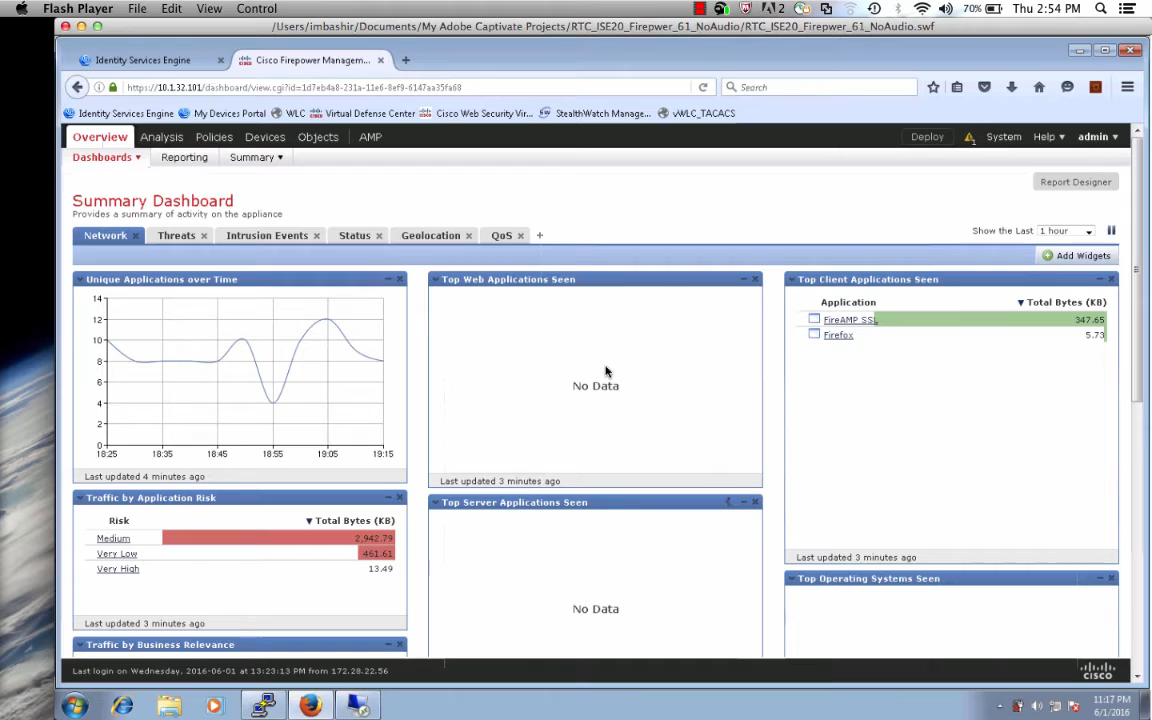 Flash Player File Edit View Control 2 70% Thu 2:54 PM
/Users/imbashir/Documents/My Adobe Captivate Projects/RTC_ISE20_Firepwer_61_NoAudio/RTC_ISE20_Firepwer_61_NoAudio.swf
Identity Services Engine × Cisco Firepower Managem... × +
https://10.1.32.101/dashboard/view.cgi?id=1d7eb4a8-231a-11e6-8ef9-6147aa35fa68 Search
Identity Services Engine My Devices Portal WLC Virtual Defense Center Cisco Web Security Vir... StealthWatch Manage... vWLC_TACACS
Overview Analysis Policies Devices Objects AMP Deploy System Help admin
Dashboards Reporting Summary
Report Designer
Summary Dashboard
Provides a summary of activity on the appliance
Network × Threats × Intrusion Events × Status × Geolocation × QoS × + Show the Last 1 hour
Add Widgets
Unique Applications over Time
14
12
10
8
6
4
2
0
18:25 18:35 18:45 18:55 19:05 19:15
Last updated 4 minutes ago
Traffic by Application Risk
Risk Total Bytes (KB)
Medium 2,942.79
Very Low 461.61
Very High 13.49
Last updated 3 minutes ago
Traffic by Business Relevance
Top Web Applications Seen
No Data
Last updated 3 minutes ago
Top Server Applications Seen
No Data
Top Client Applications Seen
Application Total Bytes (KB)
FireAMP SSL 347.65
Firefox 5.73
Last updated 3 minutes ago
Top Operating Systems Seen
Last login on Wednesday, 2016-06-01 at 13:23:13 PM from 172.28.22.56
CISCO
11:17 PM
6/1/2016